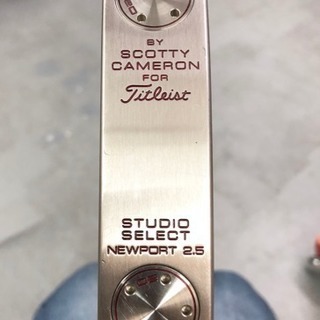 BY
SCOTTY
CAMERON
FOR
Titleist
STUDIO
SELECT
NEWPORT 2.5